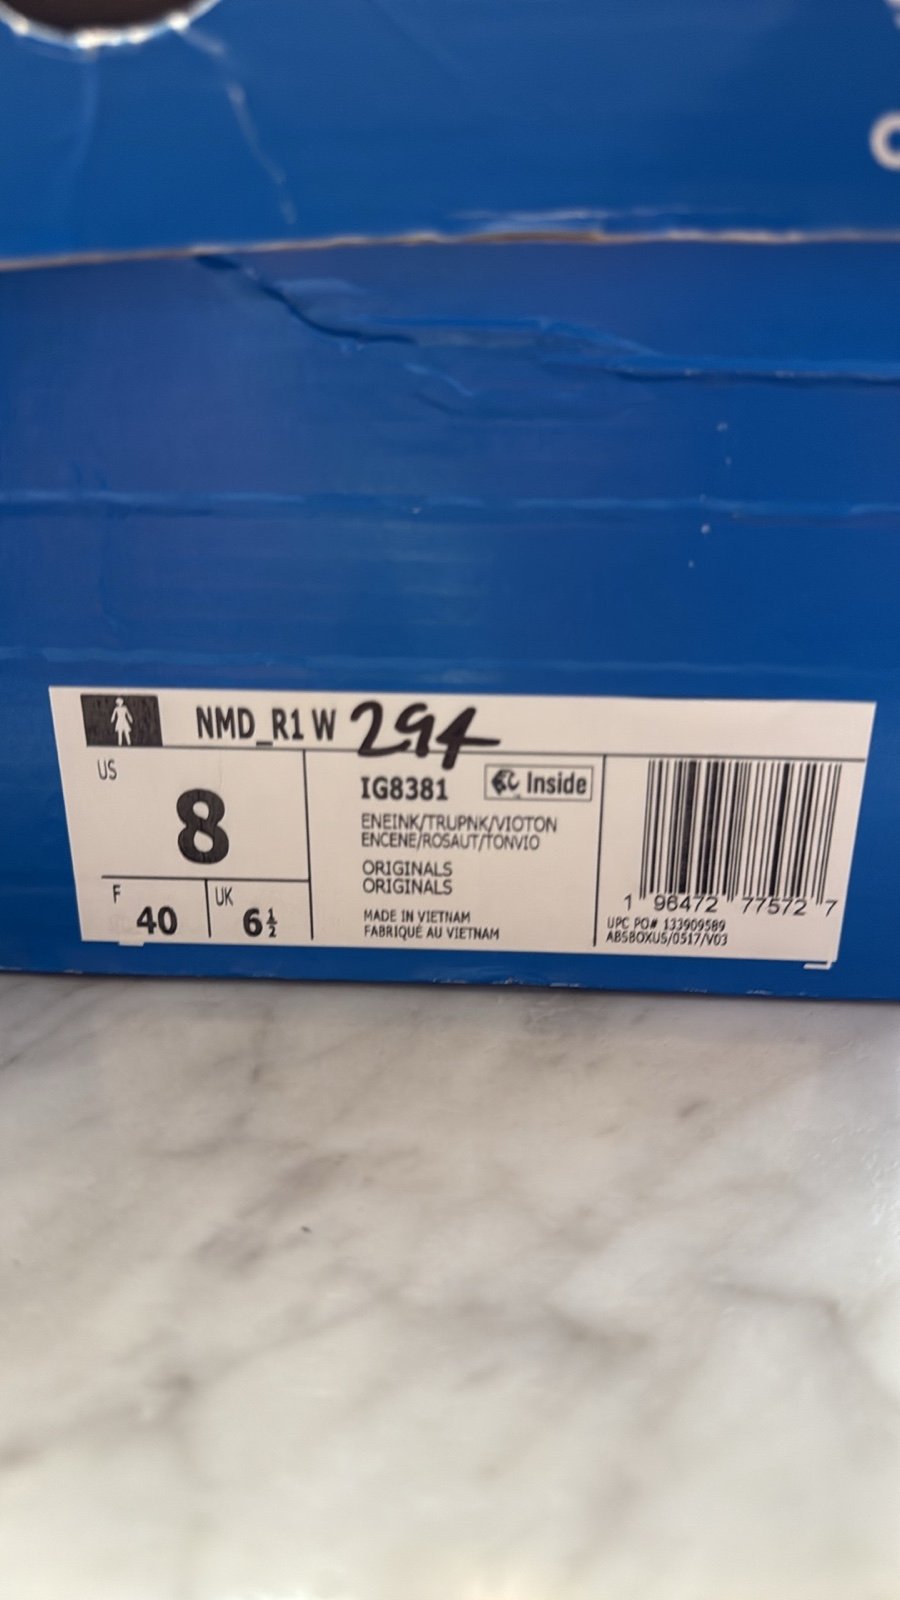 NMD_R1 W 294
US
8
F 40
UK 6½
IG8381
Inside
ENEINK/TRUPNK/VIOTON
ENCENE/ROSAUT/TONVIO
ORIGINALS
ORIGINALS
MADE IN VIETNAM
FABRIQUÉ AU VIETNAM
1 96472 77572 7
UPC PO# 133909589
ABSBOXUS/0517/V03